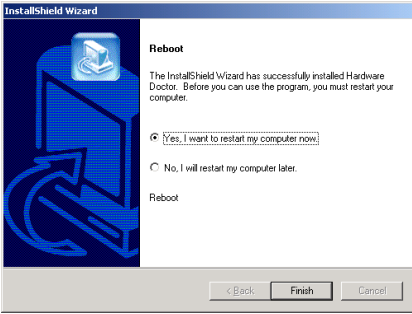 InstallShield Wizard
Reboot
The InstallShield Wizard has successfully installed Hardware
Doctor. Before you can use the program, you must restart your
computer.
Yes, I want to restart my computer now.
No, I will restart my computer later.
Reboot
< Back
Finish
Cancel